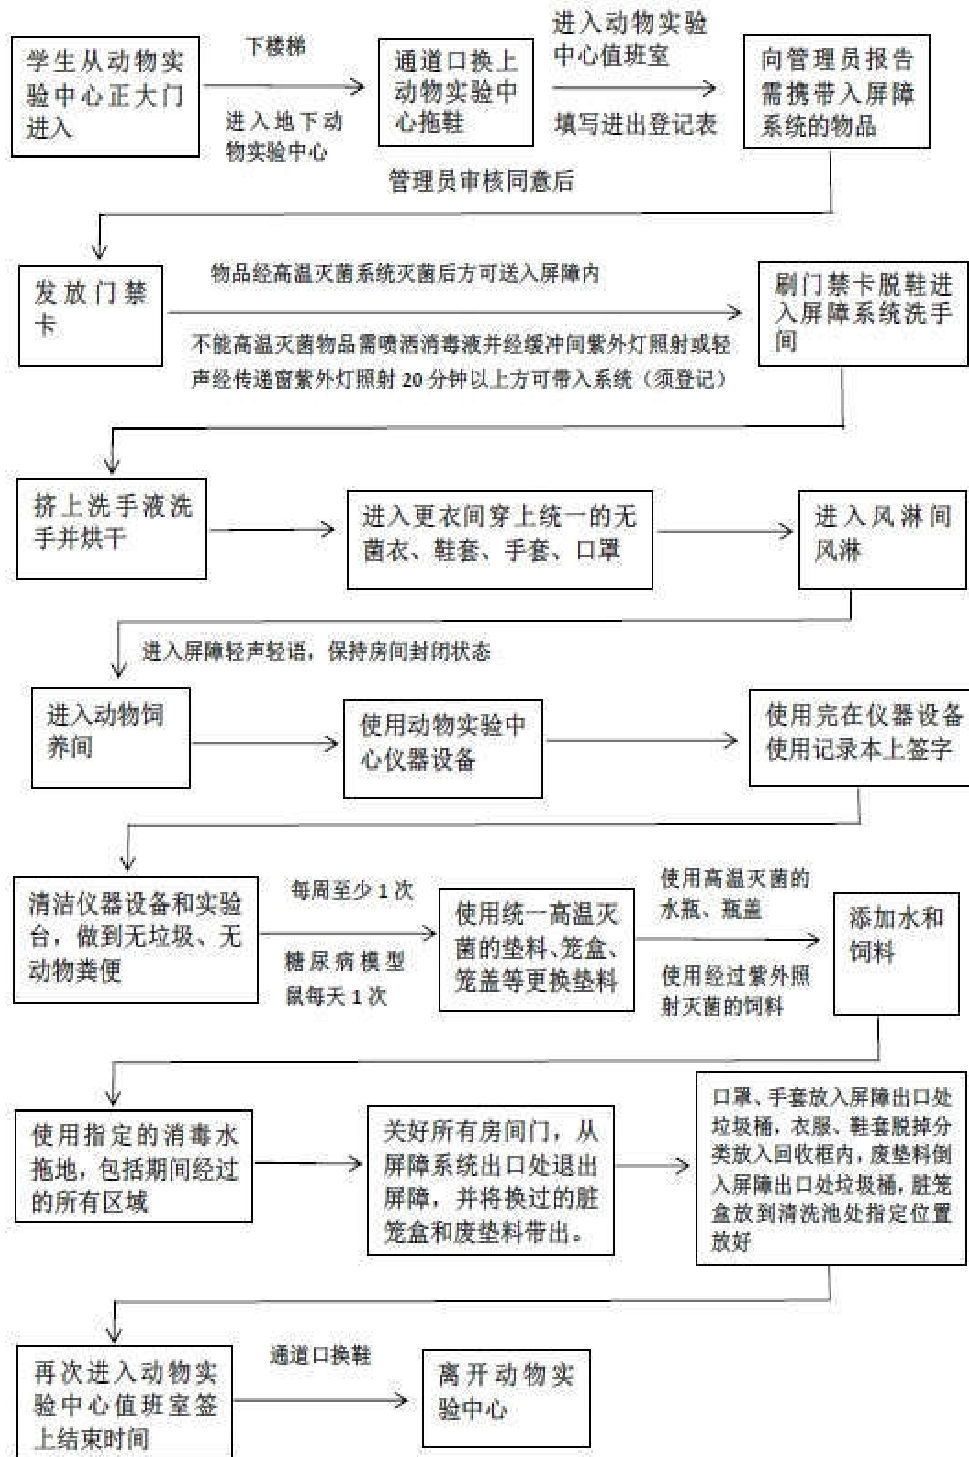 学生从动物实
验中心正大门
进入
下楼梯
进入地下动
物实验中心
通道口换上
动物实验中
心拖鞋
进入动物实验
中心值班室
填写进出登记表
向管理员报告
需携带入屏障
系统的物品
管理员审核同意后
发放门禁
卡
物品经高温灭菌系统灭菌后方可送入屏障内
不能高温灭菌物品需喷洒消毒液并经缓冲间紫外灯照射或轻
声经传递窗紫外灯照射 20 分钟以上方可带入系统（须登记）
刷门禁卡脱鞋进
入屏障系统洗手
间
挤上洗手液洗
手并烘干
进入更衣间穿上统一的无
菌衣、鞋套、手套、口罩
进入风淋间
风淋
进入屏障轻声轻语，保持房间封闭状态
进入动物饲
养间
使用动物实验中
心仪器设备
使用完在仪器设备
使用记录本上签字
清洁仪器设备和实验
台，做到无垃圾、无
动物粪便
每周至少 1 次
糖尿病模型
鼠每天 1 次
使用统一高温灭
菌的垫料、笼盒、
笼盖等更换垫料
使用高温灭菌的
水瓶、瓶盖
使用经过紫外照
射灭菌的饲料
添加水和
饲料
使用指定的消毒水
拖地，包括期间经过
的所有区域
关好所有房间门，从
屏障系统出口处退出
屏障，并将换过的脏
笼盒和废垫料带出。
口罩、手套放入屏障出口处
垃圾桶，衣服、鞋套脱掉分
类放入回收框内，废垫料倒
入屏障出口处垃圾桶，脏笼
盒放到清洗池处指定位置
放好
再次进入动物实
验中心值班室签
上结束时间
通道口换鞋
离开动物实
验中心